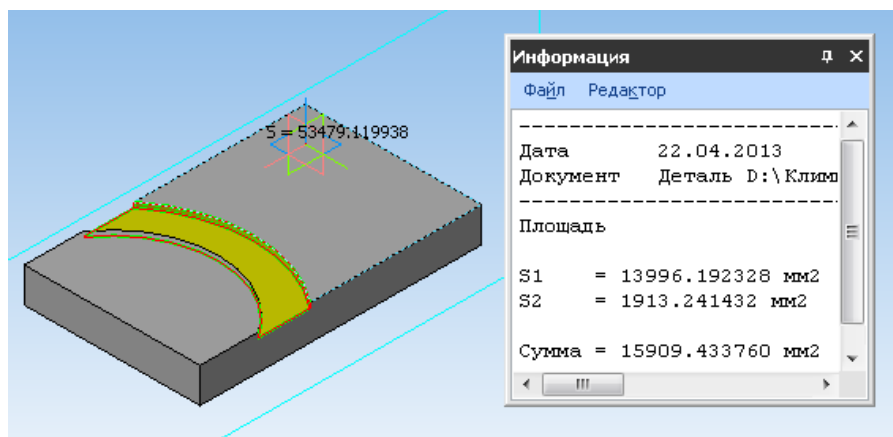 S = 53479.119938
Информация
Файл Редактор
Дата 22.04.2013
Документ Деталь D:\Клим
Площадь
S1 = 13996.192328 мм2
S2 = 1913.241432 мм2
Сумма = 15909.433760 мм2